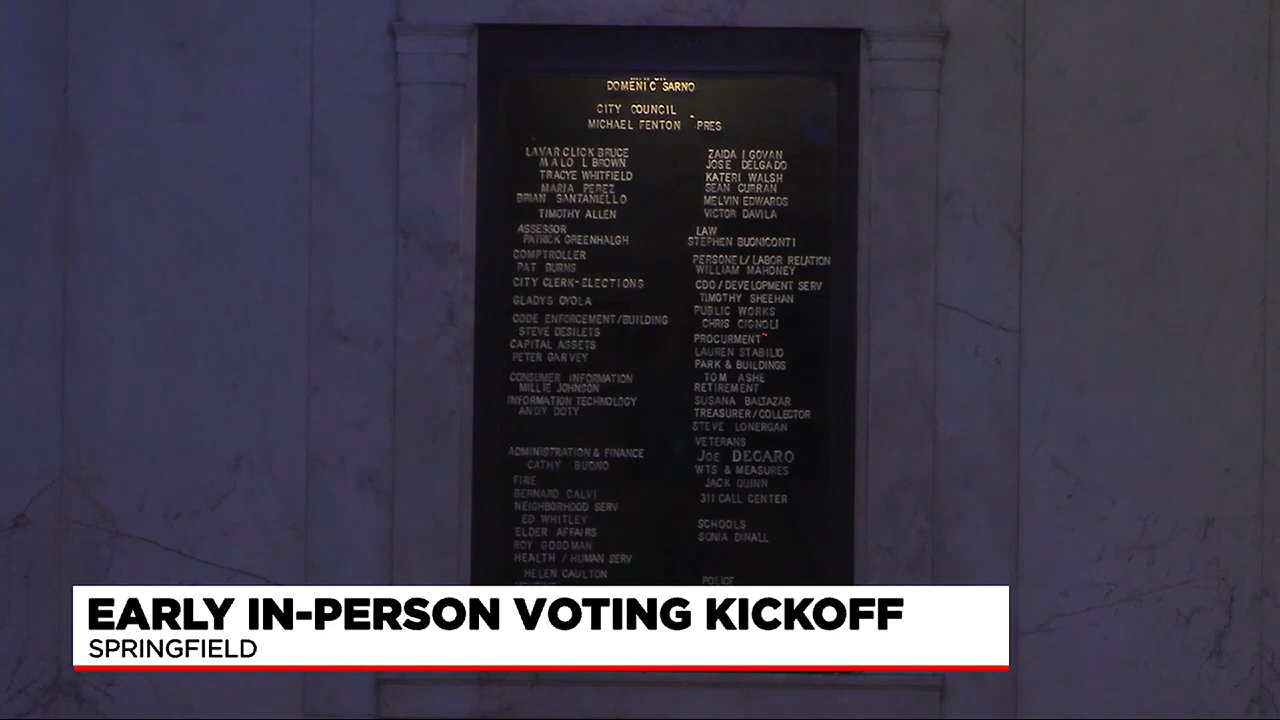 DOMENIC SARNO
CITY COUNCIL
MICHAEL FENTON PRES
LAVAR CLICK BRUCE
MALO L BROWN
TRACYE WHITFIELD
MARIA PEREZ
BRIAN SANTANIELLO
TIMOTHY ALLEN
ASSESSOR
PATRICK GREENHALGH
COMPTROLLER
PAT BURNS
CITY CLERK-ELECTIONS
GLADYS OYOLA
CODE ENFORCEMENT/BUILDING
STEVE DESILETS
CAPITAL ASSETS
PETER GARVEY
CONSUMER INFORMATION
MILLIE JOHNSON
INFORMATION TECHNOLOGY
ANDY DOTY
ADMINISTRATION & FINANCE
CATHY BUONO
FIRE
BERNARD CALVI
NEIGHBORHOOD SERV
ED WHITLEY
ELDER AFFAIRS
ROY GOODMAN
HEALTH / HUMAN SERV
HELEN CAULTON
ZAIDA I GOVAN
JOSE DELGADO
KATERI WALSH
SEAN CURRAN
MELVIN EDWARDS
VICTOR DAVILA
LAW
STEPHEN BUONICONTI
PERSONEL/LABOR RELATION
WILLIAM MAHONEY
CDO/DEVELOPMENT SERV
TIMOTHY SHEEHAN
PUBLIC WORKS
CHRIS CIGNOLI
PROCUREMENT
LAUREN STABILO
PARK & BUILDINGS
TOM ASHE
RETIREMENT
SUSANA BALTAZAR
TREASURER/COLLECTOR
STEVE LONERGAN
VETERANS
JOE DECARO
WTS & MEASURES
JACK QUINN
311 CALL CENTER
SCHOOLS
SONIA DINALL
POLICE
EARLY IN-PERSON VOTING KICKOFF
SPRINGFIELD